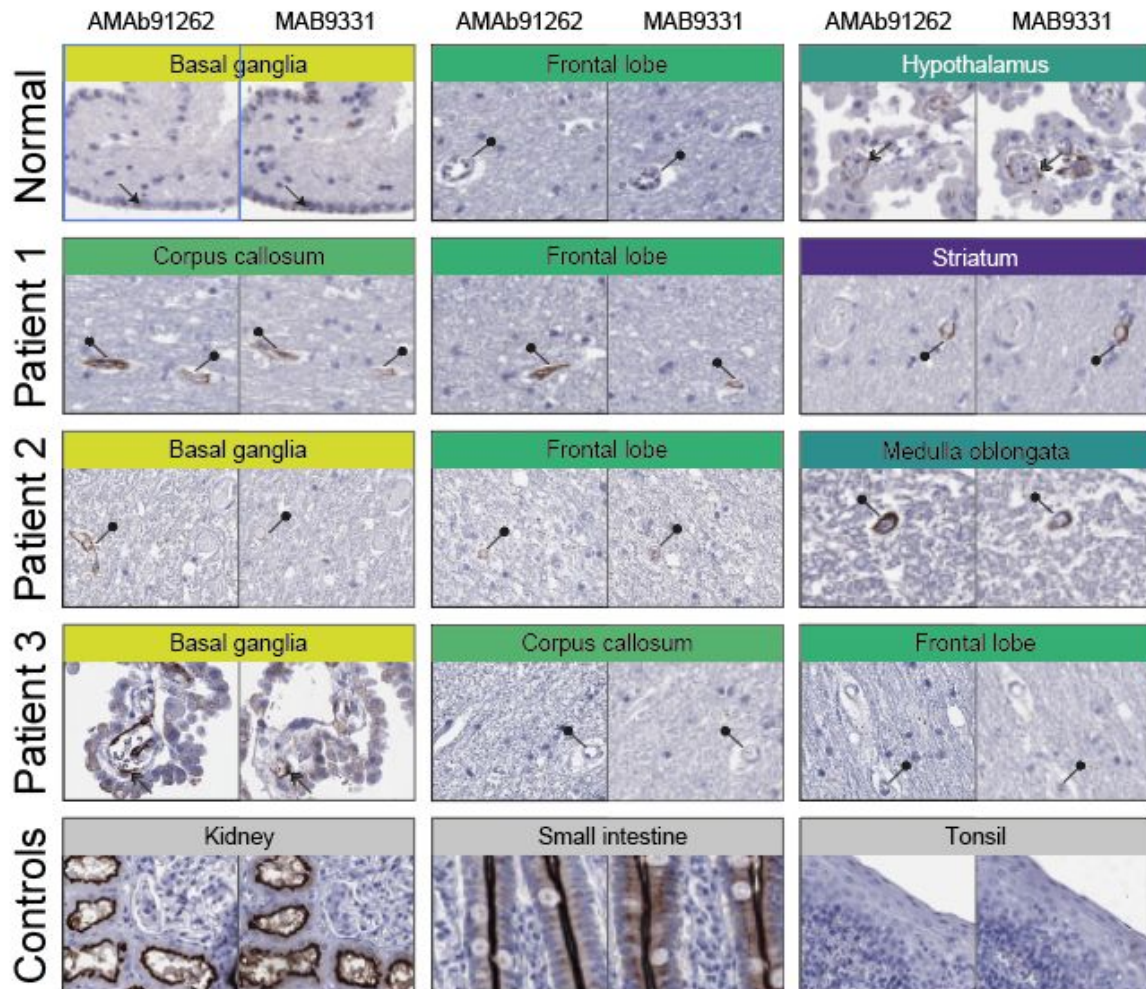 AMAb91262 MAB9331 AMAb91262 MAB9331 AMAb91262 MAB9331
Normal
Basal ganglia Frontal lobe Hypothalamus
Patient 1
Corpus callosum Frontal lobe Striatum
Patient 2
Basal ganglia Frontal lobe Medulla oblongata
Patient 3
Basal ganglia Corpus callosum Frontal lobe
Controls
Kidney Small intestine Tonsil